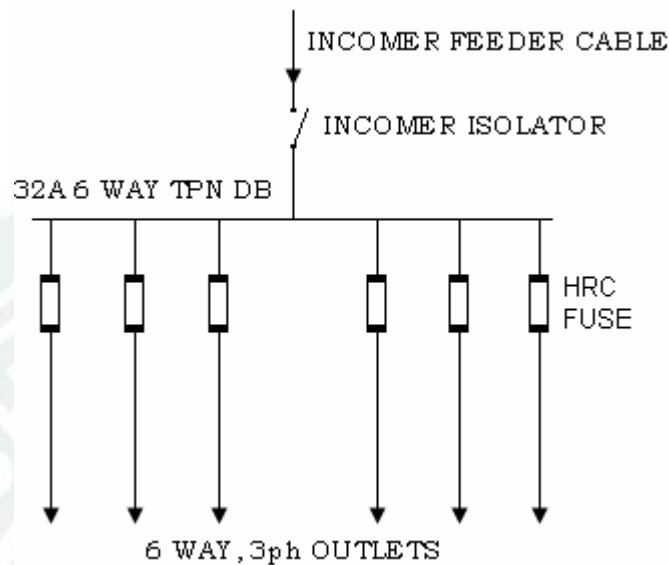 INCOMER FEEDER CABLE
INCOMER ISOLATOR
32A 6 WAY TPN DB
HRC
FUSE
6 WAY, 3ph OUTLETS